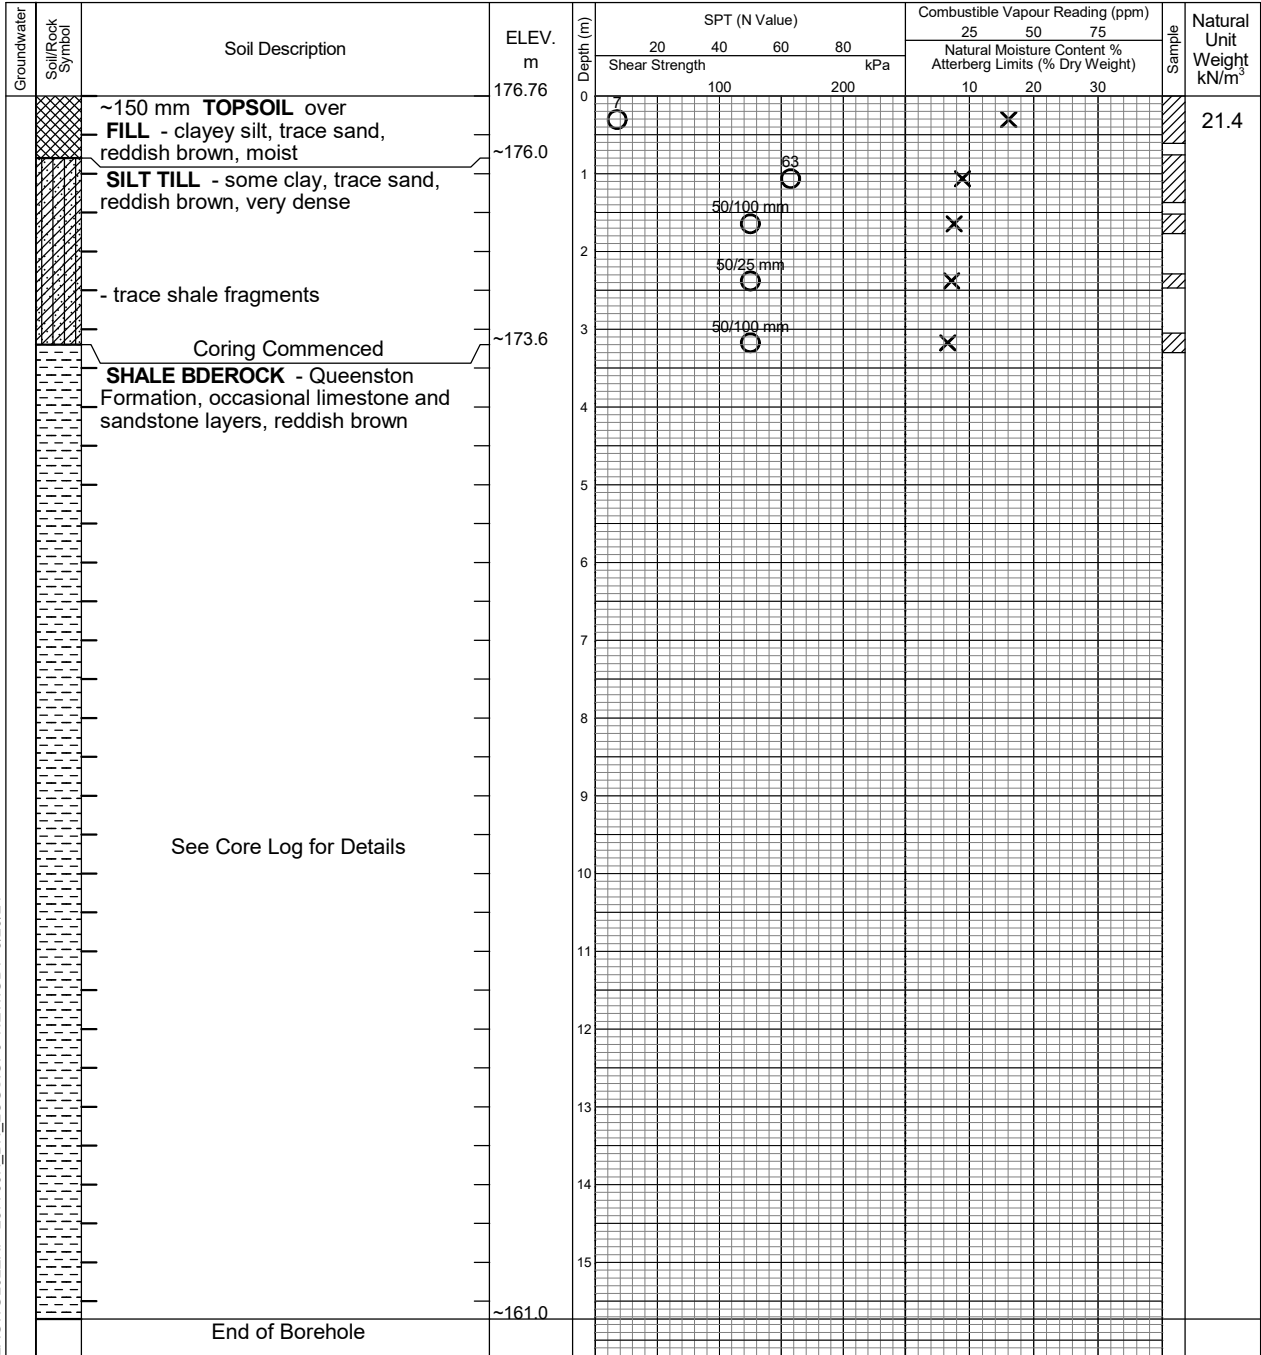 Groundwater
Soil/Rock
Symbol
Soil Description
ELEV.
m
176.76
Depth (m)
SPT (N Value)
20 40 60 80
Shear Strength kPa
100 200
Combustible Vapour Reading (ppm)
25 50 75
Natural Moisture Content %
Atterberg Limits (% Dry Weight)
10 20 30
Sample
Natural
Unit
Weight
kN/m3
0
~150 mm TOPSOIL over
FILL - clayey silt, trace sand,
reddish brown, moist
7
21.4
~176.0
SILT TILL - some clay, trace sand,
reddish brown, very dense
63
1
50/100 mm
2
50/25 mm
- trace shale fragments
50/100 mm
3
~173.6
Coring Commenced
SHALE BDEROCK - Queenston
Formation, occasional limestone and
sandstone layers, reddish brown
4
5
6
7
8
9
See Core Log for Details
10
11
12
13
14
15
~161.0
End of Borehole